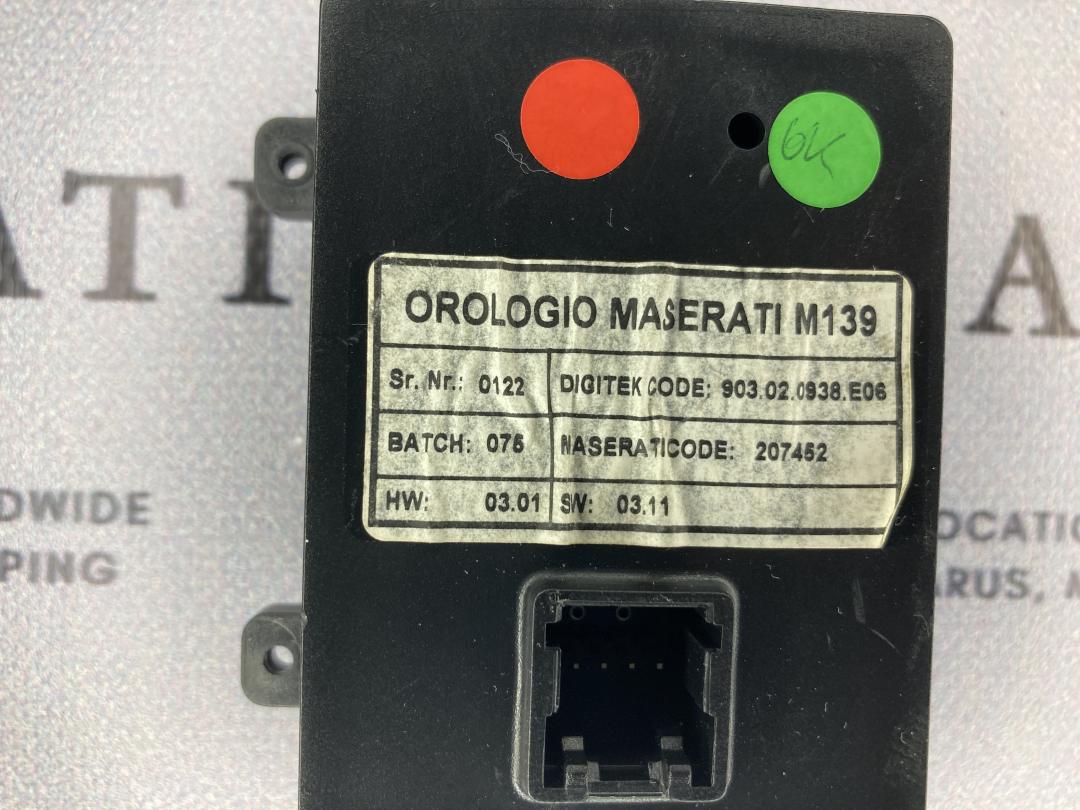 6K
ATI
A
OROLOGIO MASERATI M139
Sr. Nr.: 0122 DIGITEK CODE: 903.02.0938.E06
BATCH: 075 MASERATICODE: 207452
HW: 03.01 SW: 03.11
DWIDE
PING
OCATIO
ARUS, M